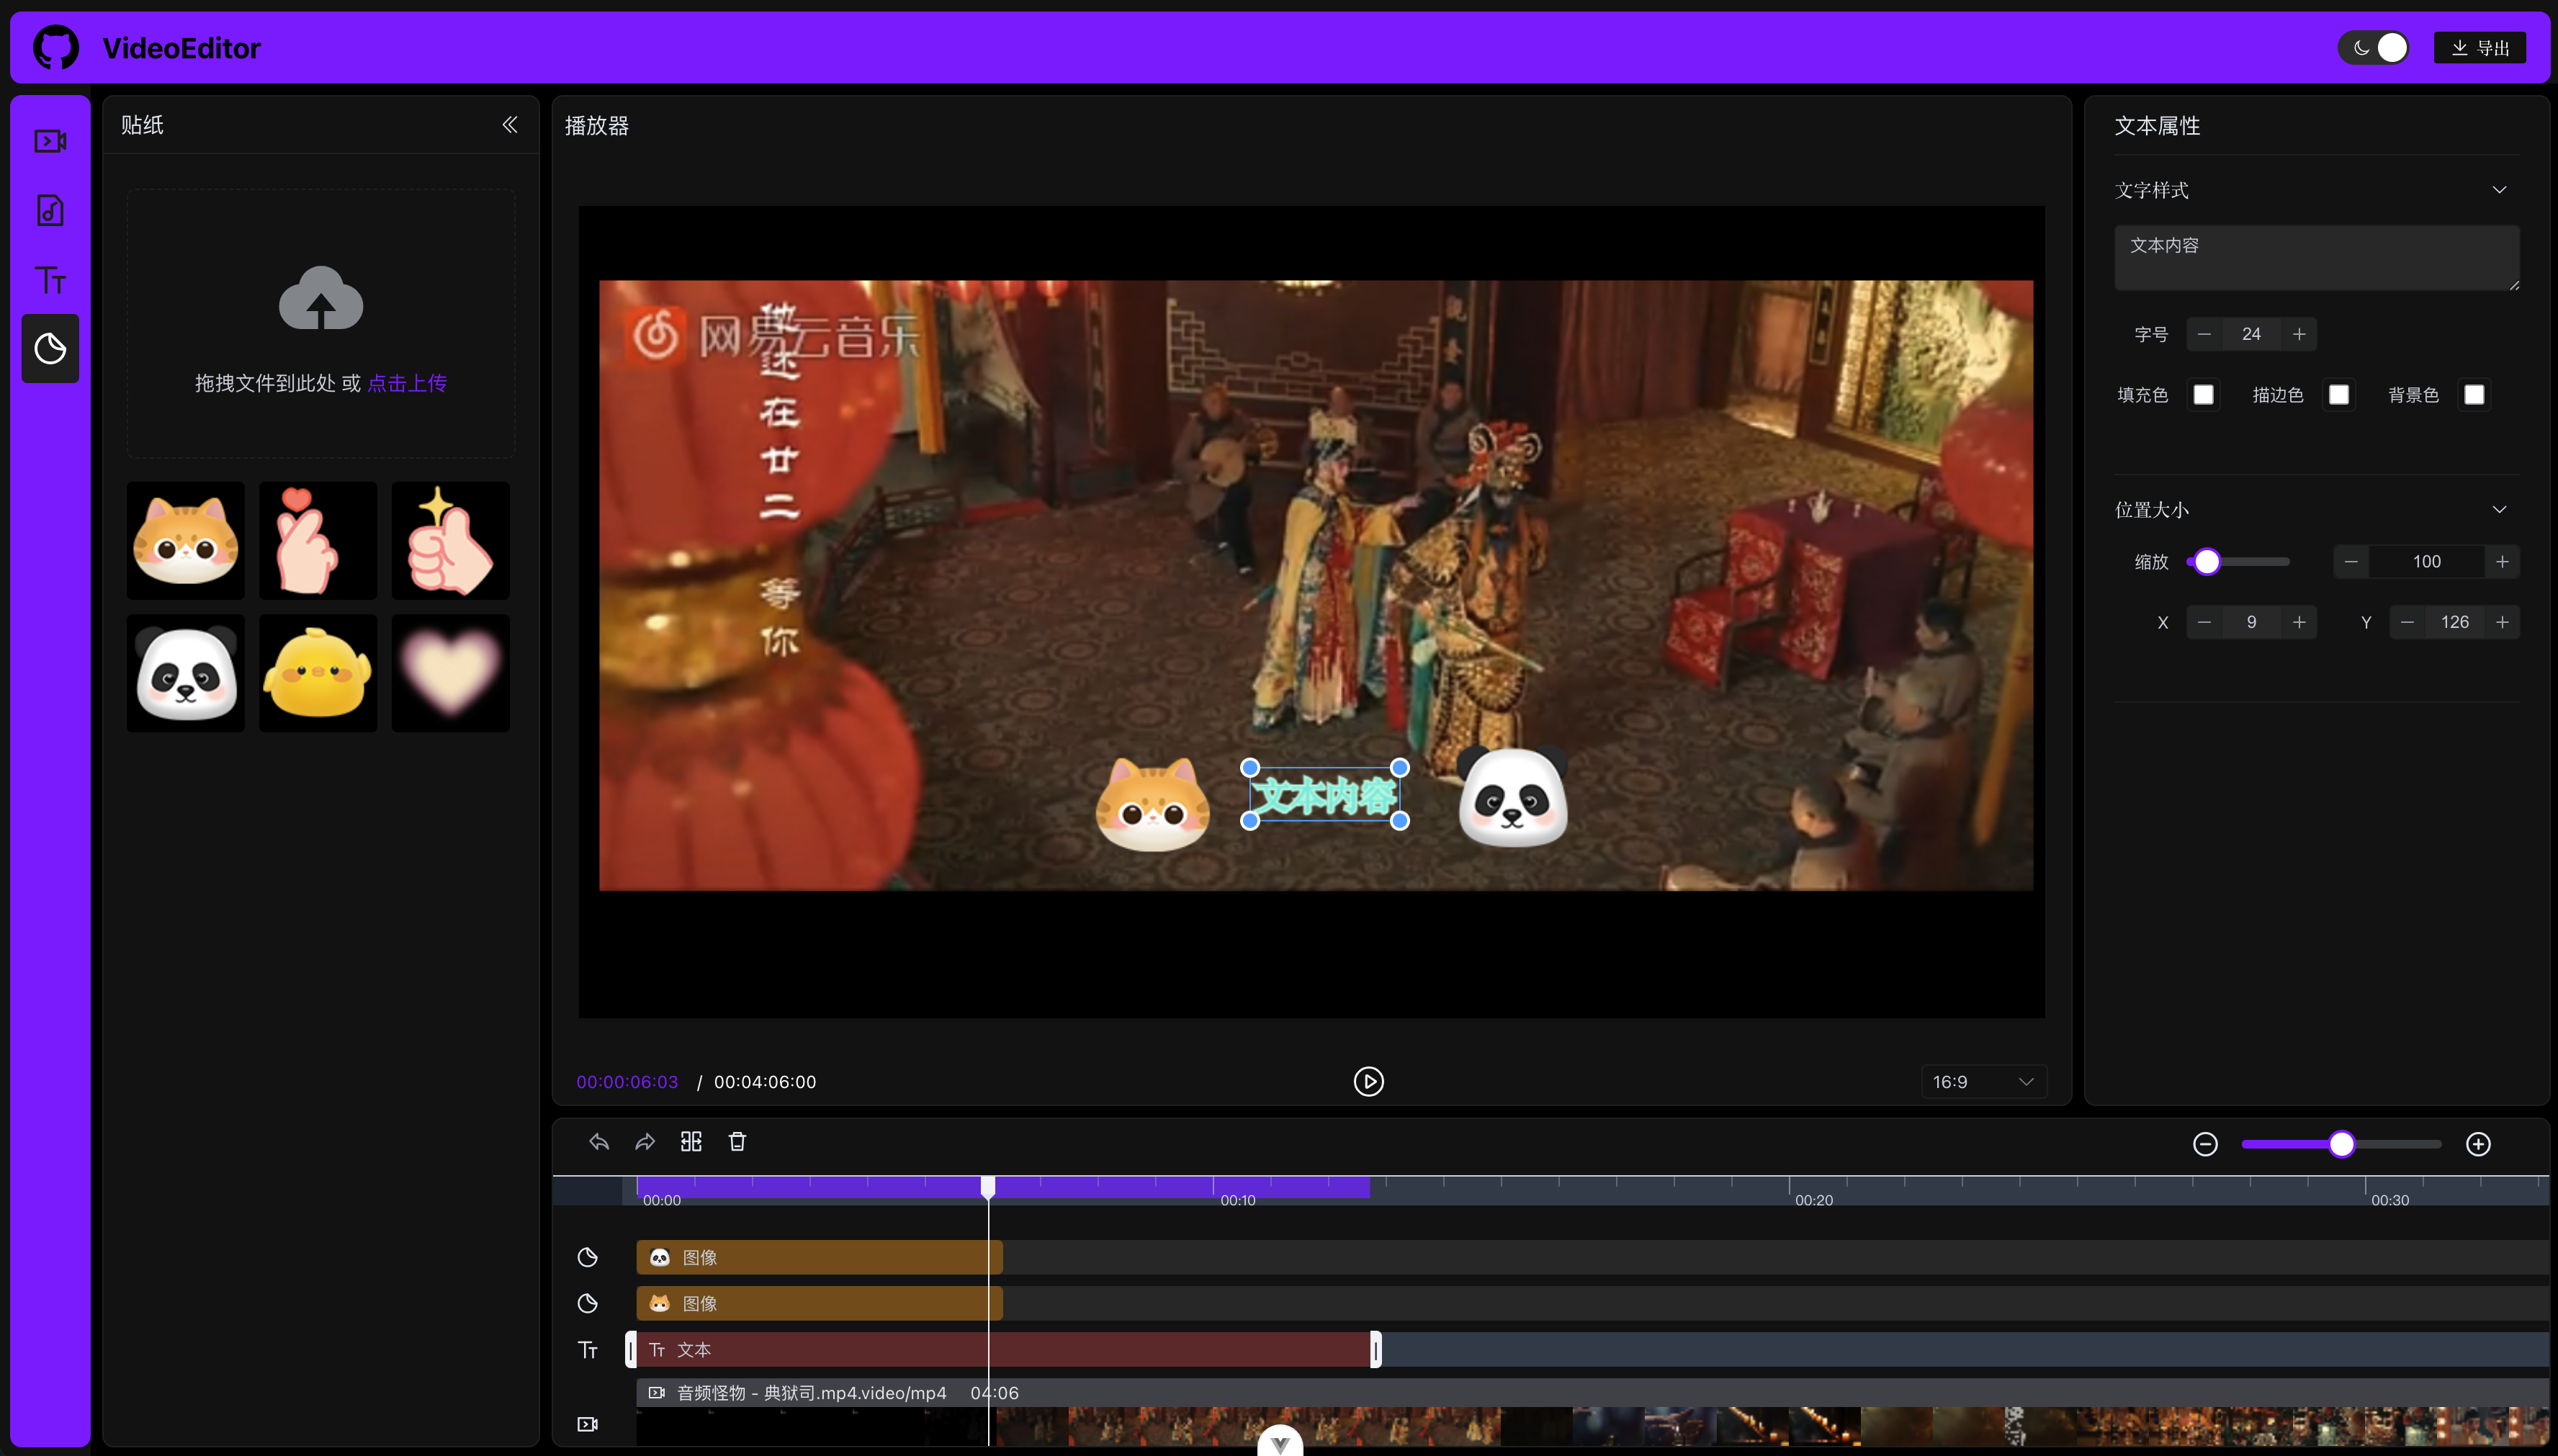 VideoEditor
导出
贴纸
拖拽文件到此处 或 点击上传
播放器
网易云音乐
他还在廿二 等你
00:00:06:03 / 00:04:06:00
16:9
文本内容
文本属性
文字样式
文本内容
字号 24
填充色 描边色 背景色
位置大小
缩放 100
X 9 Y 126
00:00 00:10 00:20 00:30
图像
图像
文本
音频怪物 - 典狱司.mp4.video/mp4 04:06